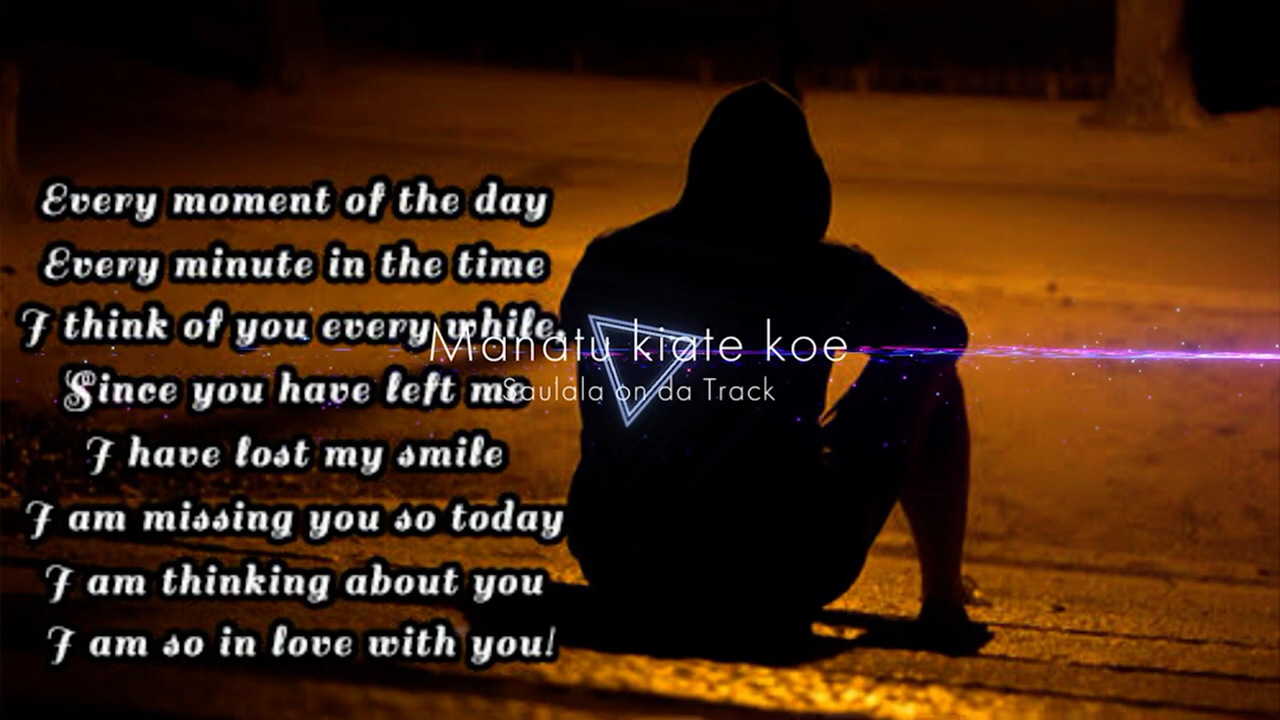 Every moment of the day
Every minute in the time
I think of you every while,
Since you have left me
I have lost my smile
I am missing you so today
I am thinking about you
I am so in love with you!
Manatu kiate koe
Saulala on da Track